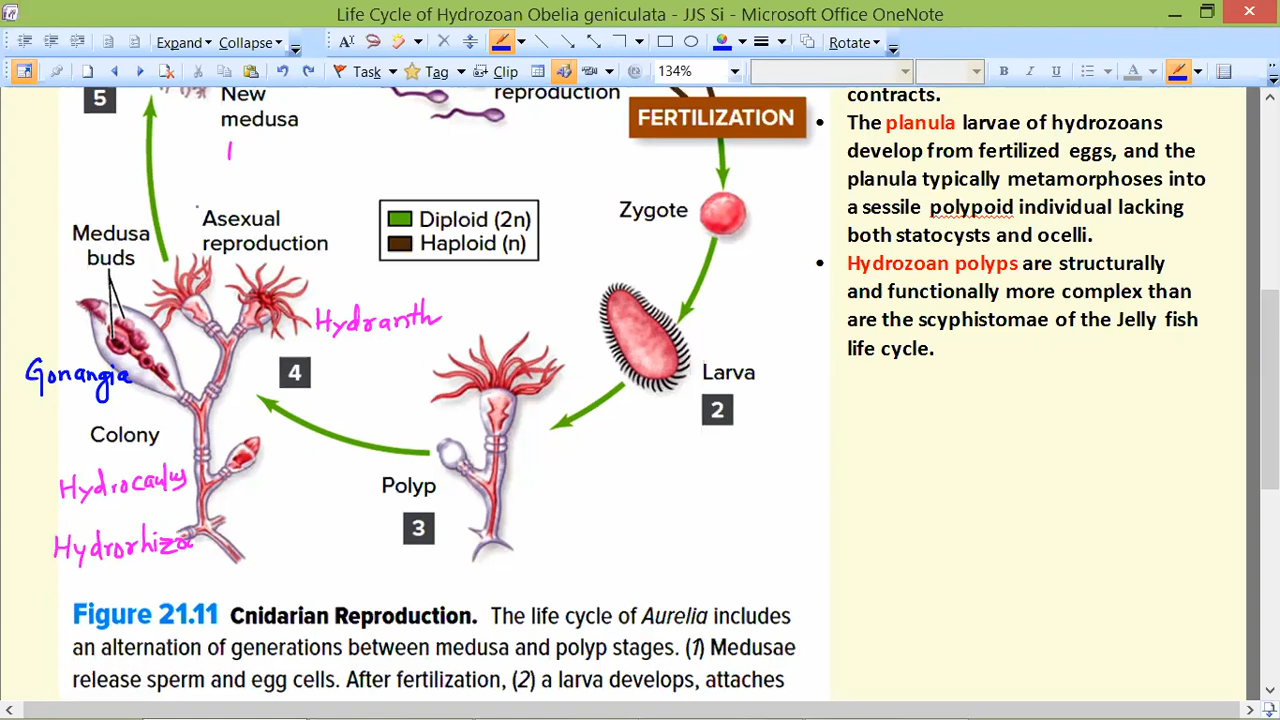 Life Cycle of Hydrozoan Obelia geniculata - JJS Si - Microsoft Office OneNote
Expand Collapse Rotate
Task Tag Clip 134% B I U A
5
New
medusa
reproduction
FERTILIZATION
Zygote
Asexual
reproduction
Diploid (2n)
Haploid (n)
Medusa
buds
Hydranth
Gonangia
4
Larva
2
Colony
Hydrocaulus
Polyp
3
Hydrorhiza
Figure 21.11 Cnidarian Reproduction. The life cycle of Aurelia includes
an alternation of generations between medusa and polyp stages. (1) Medusae
release sperm and egg cells. After fertilization, (2) a larva develops, attaches
contracts.
• The planula larvae of hydrozoans
develop from fertilized eggs, and the
planula typically metamorphoses into
a sessile polypoid individual lacking
both statocysts and ocelli.
• Hydrozoan polyps are structurally
and functionally more complex than
are the scyphistomae of the Jelly fish
life cycle.